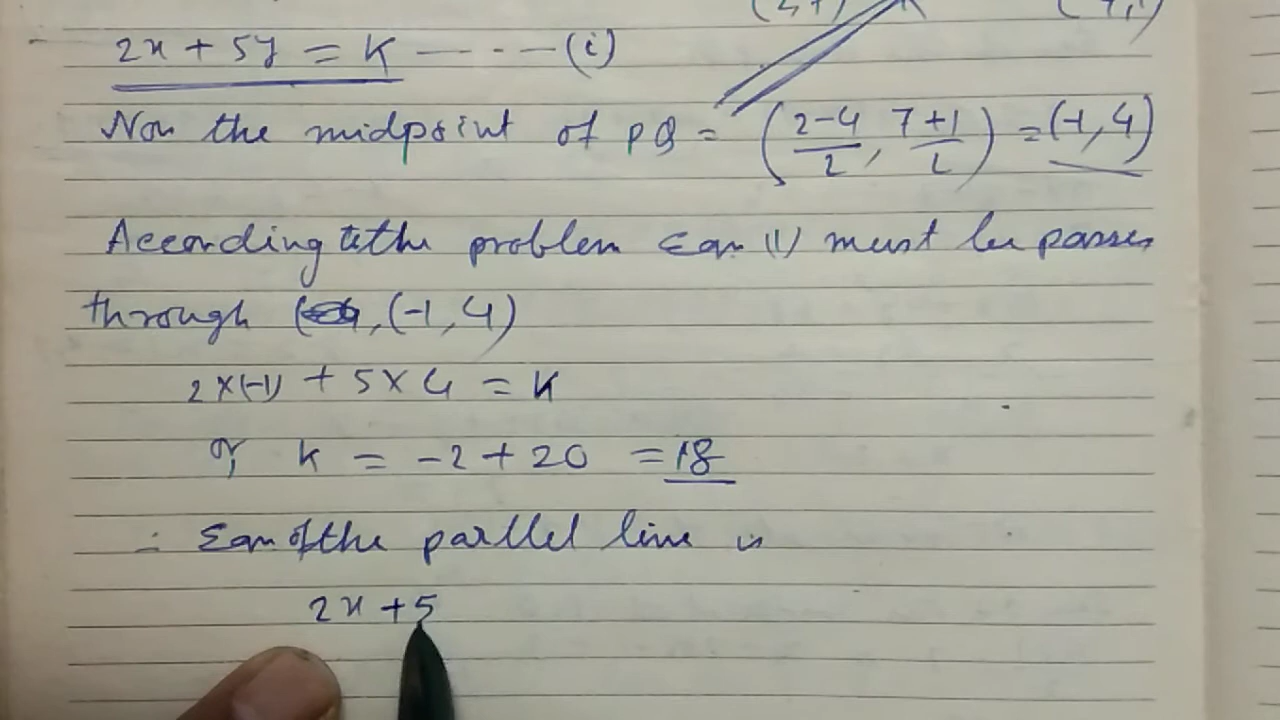 2x + 5y = K ---- (i)
Now the midpoint of PQ = (2-4/2, 7+1/2) = (-1, 4)
According to the problem Eqn (1) must be passes
through (-1, 4)
2×(-1) + 5×4 = K
or, K = -2 + 20 = 18
∴ Eqn of the parllel line is
2x + 5